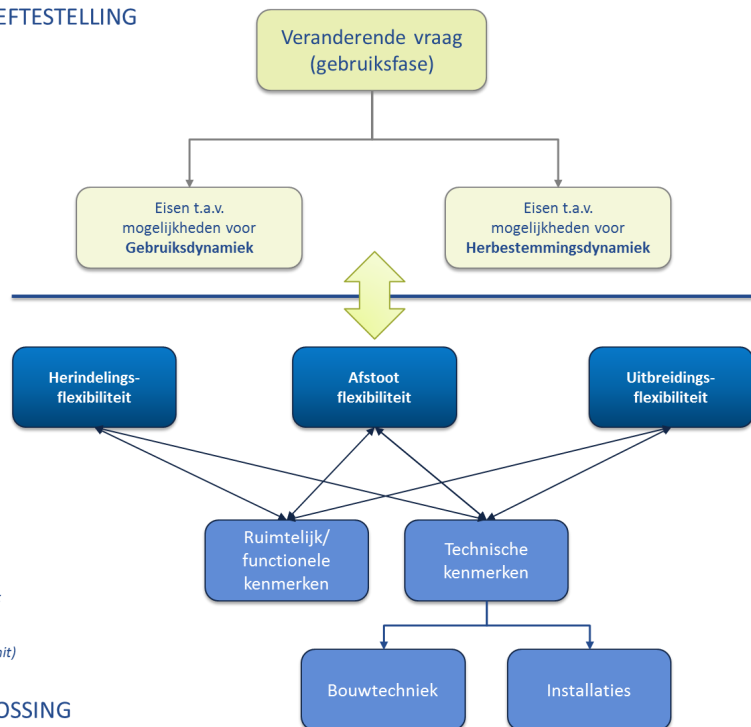 EFTESTELLING
Veranderende vraag
(gebruiksfase)
Eisen t.a.v.
mogelijkheden voor
Gebruiksdynamiek
Eisen t.a.v.
mogelijkheden voor
Herbestemmingsdynamiek
Herindelings-
flexibiliteit
Afstoot
flexibiliteit
Uitbreidings-
flexibiliteit
Ruimtelijk/
functionele
kenmerken
Technische
kenmerken
nit)
Bouwtechniek
Installaties
OSSING